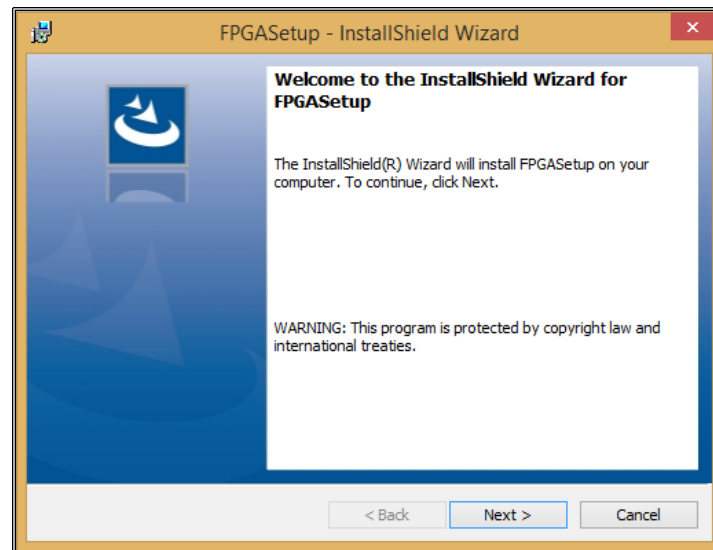 FPGASetup - InstallShield Wizard
Welcome to the InstallShield Wizard for
FPGASetup
The InstallShield(R) Wizard will install FPGASetup on your
computer. To continue, click Next.
WARNING: This program is protected by copyright law and
international treaties.
< Back Next > Cancel